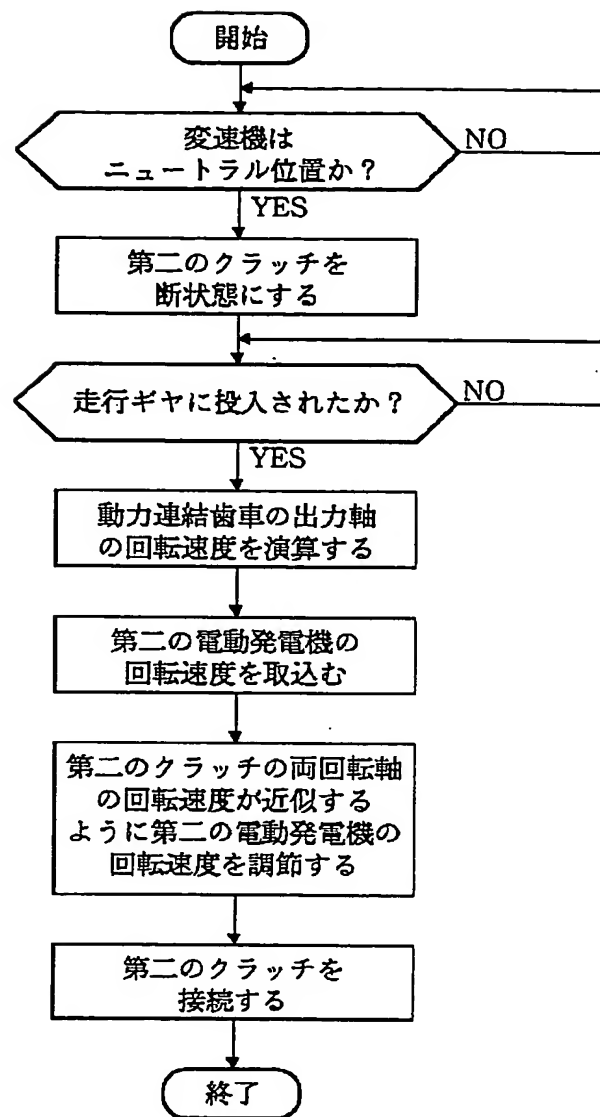 開始
変速機は
ニュートラル位置か?
NO
YES
第二のクラッチを
断状態にする
走行ギヤに投入されたか?
NO
YES
動力連結歯車の出力軸
の回転速度を演算する
第二の電動発電機の
回転速度を取込む
第二のクラッチの両回転軸
の回転速度が近似する
ように第二の電動発電機の
回転速度を調節する
第二のクラッチを
接続する
終了